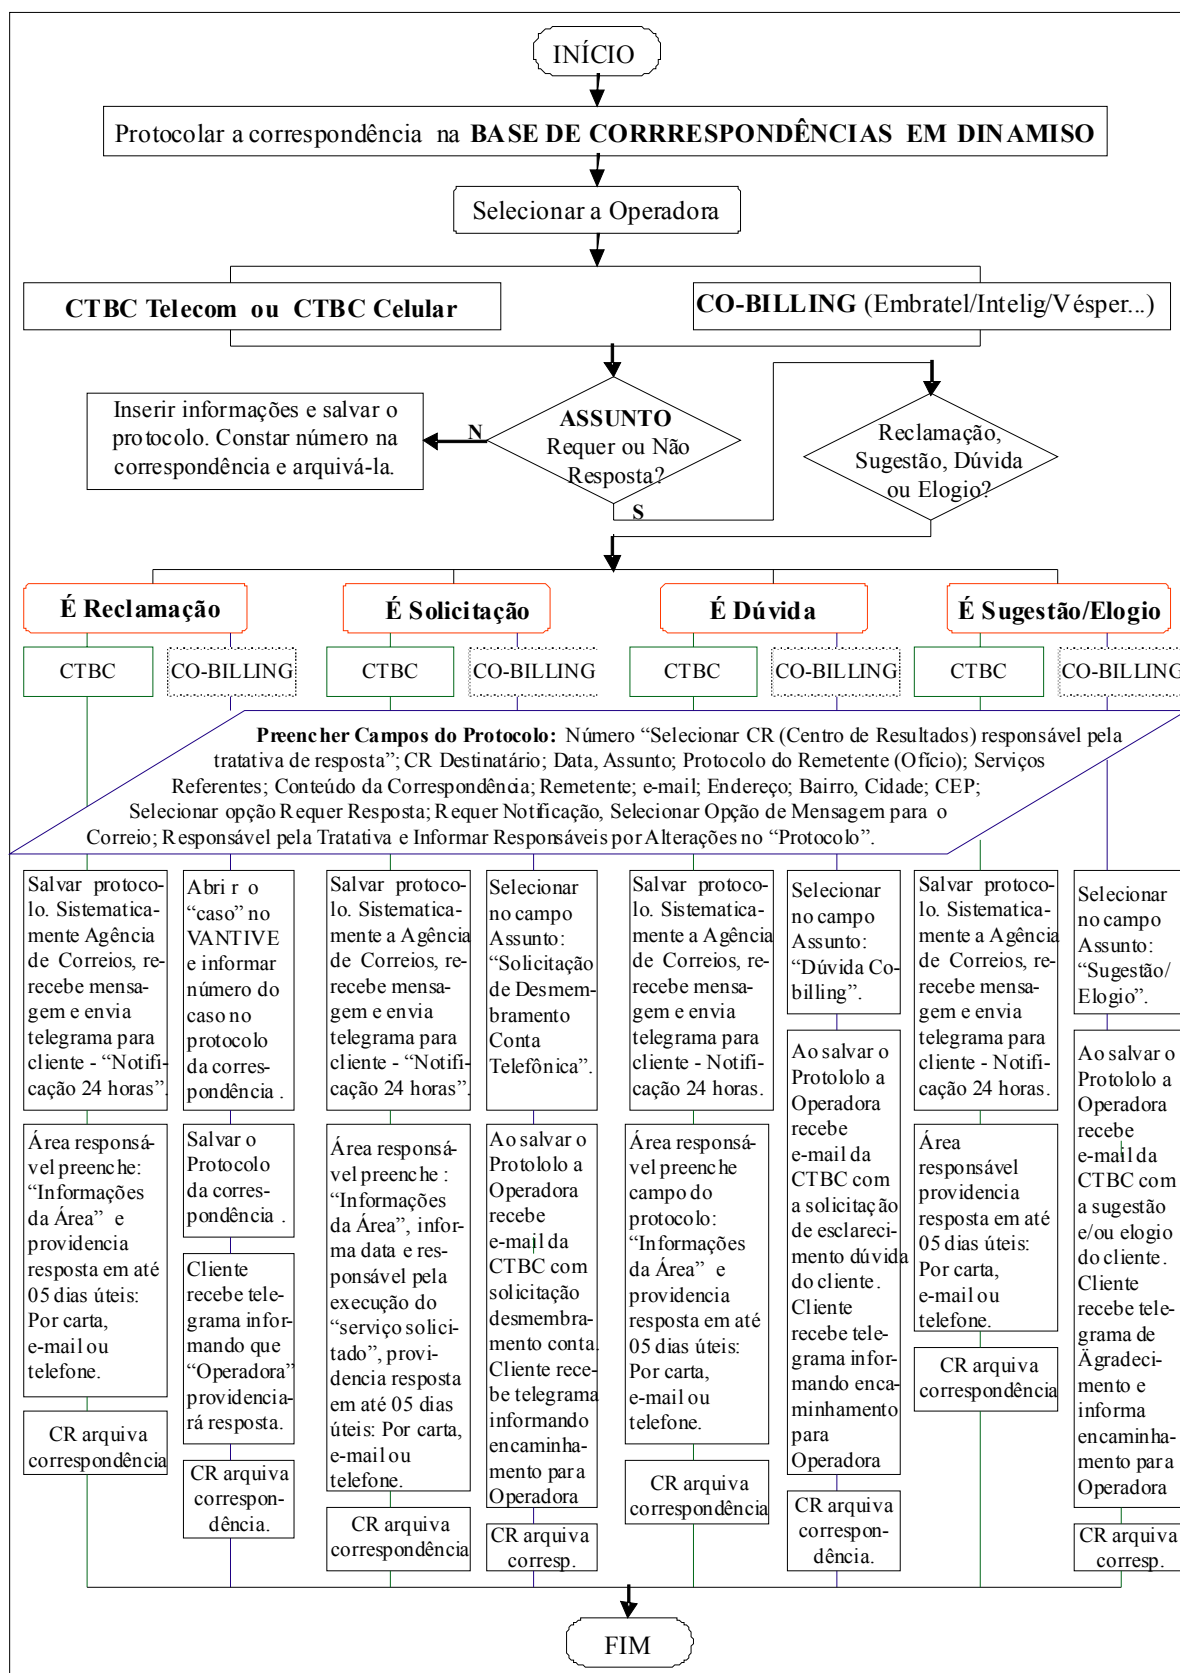 INÍCIO
Protocolar a correspondência na BASE DE CORRRESPONDÊNCIAS EM DINAMISO
Selecionar a Operadora
CTBC Telecom ou CTBC Celular
CO-BILLING (Embratel/Intelig/Vésper...)
ASSUNTO
Requer ou Não
Resposta?
N
S
Inserir informações e salvar o
protocolo. Constar número na
correspondência e arquivá-la.
Reclamação,
Sugestão, Dúvida
ou Elogio?
É Reclamação
É Solicitação
É Dúvida
É Sugestão/Elogio
CTBC
CO-BILLING
CTBC
CO-BILLING
CTBC
CO-BILLING
CTBC
CO-BILLING
Preencher Campos do Protocolo: Número “Selecionar CR (Centro de Resultados) responsável pela
tratativa de resposta”; CR Destinatário; Data, Assunto; Protocolo do Remetente (Ofício); Serviços
Referentes; Conteúdo da Correspondência; Remetente; e-mail; Endereço; Bairro, Cidade; CEP;
Selecionar opção Requer Resposta; Requer Notificação, Selecionar Opção de Mensagem para o
Correio; Responsável pela Tratativa e Informar Responsáveis por Alterações no “Protocolo”.
Salvar protoco-
lo. Sistematica-
mente Agência
de Correios, re-
cebe mensa-
gem e envia
telegrama para
cliente - “Notifi-
cação 24 horas”.
Área responsá-
vel preenche:
“Informações
da Área” e
providencia
resposta em até
05 dias úteis:
Por carta,
e-mail ou
telefone.
CR arquiva
correspondência
Abri r o
“caso” no
VANTIVE
e informar
número do
caso no
protocolo
da corres-
pondência .
Salvar o
Protocolo
da corres-
pondência .
Cliente
recebe tele-
grama infor-
mando que
“Operadora”
providencia-
rá resposta.
CR arquiva
correspon-
dência.
Salvar protoco-
lo. Sistematica-
mente a Agência
de Correios, re-
cebe mensa-
gem e envia
telegrama para
cliente - “Notifi-
cação 24 horas”.
Área responsá-
vel preenche :
“Informações
da Área”, infor-
ma data e res-
ponsável pela
execução do
“serviço solici-
tado”, provi-
dencia resposta
em até 05 dias
úteis: Por carta,
e-mail ou
telefone.
CR arquiva
correspondência
Selecionar
no campo
Assunto:
“Solicitação
de Desmem-
bramento
Conta
Telefônica”.
Ao salvar o
Protololo a
Operadora
recebe
e-mail da
CTBC com
solicitação
desmembra-
mento conta.
Cliente rece-
be telegrama
informando
encaminha-
mento para
Operadora
CR arquiva
corresp.
Salvar protoco-
lo. Sistematica-
mente a Agência
de Correios, re-
cebe mensa-
gem e envia
telegrama para
cliente - Notifi-
cação 24 horas.
Área responsá-
vel preenche
campo do
protocolo:
“Informações
da Área” e
providencia
resposta em até
05 dias úteis:
Por carta,
e-mail ou
telefone.
CR arquiva
correspondência
Selecionar
no campo
Assunto:
“Dúvida Co-
billing”.
Ao salvar o
Protololo a
Operadora
recebe
e-mail da
CTBC com
a solicitação
de esclareci-
mento dúvida
do cliente.
Cliente
recebe tele-
grama infor-
mando enca-
minhamento
para
Operadora
CR arquiva
correspon-
dência.
Salvar protoco-
lo. Sistematica-
mente a Agência
de Correios, re-
cebe mensa-
gem e envia
telegrama para
cliente - Notifi-
cação 24 horas.
Área
responsável
providencia
resposta em até
05 dias úteis:
Por carta,
e-mail ou
telefone.
CR arquiva
correspondência
Selecionar
no campo
Assunto:
“Sugestão/
Elogio”.
Ao salvar o
Protololo a
Operadora
recebe
e-mail da
CTBC com
a sugestão
e/ou elogio
do cliente.
Cliente
recebe tele-
grama de
Ägradeci-
mento e
informa
encaminha-
mento para
Operadora
CR arquiva
corresp.
FIM